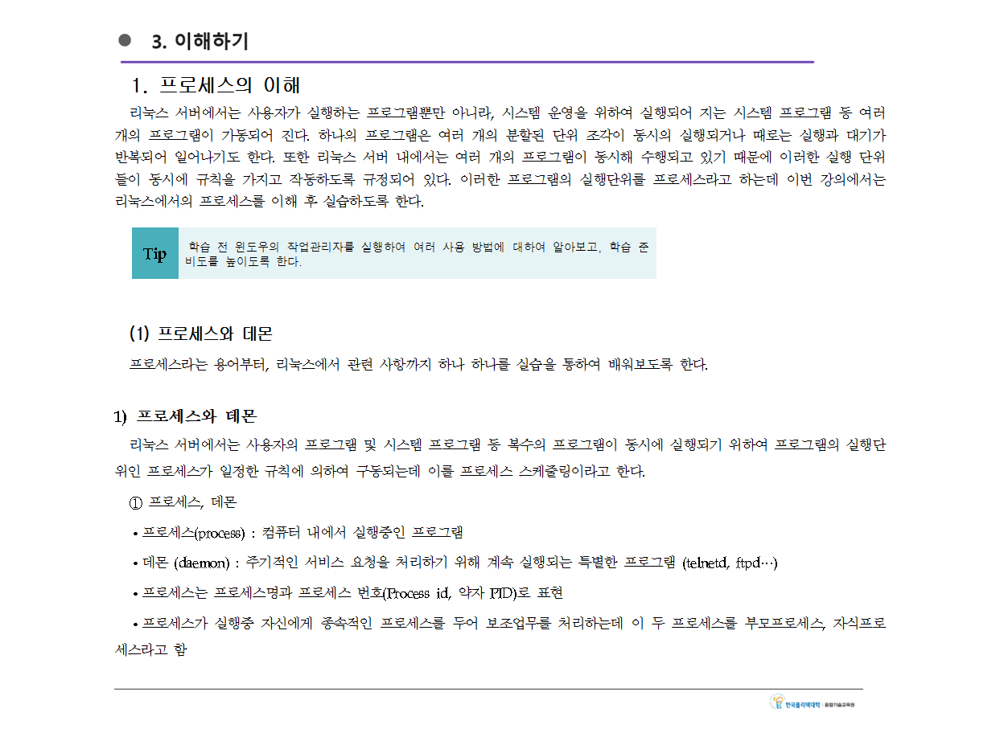 3. 이해하기
1. 프로세스의 이해
리눅스 서버에서는 사용자가 실행하는 프로그램뿐만 아니라, 시스템 운영을 위하여 실행되어 지는 시스템 프로그램 등 여러
개의 프로그램이 가동되어 진다. 하나의 프로그램은 여러 개의 분할된 단위 조각이 동시의 실행되거나 때로는 실행과 대기가
반복되어 일어나기도 한다. 또한 리눅스 서버 내에서는 여러 개의 프로그램이 동시해 수행되고 있기 때문에 이러한 실행 단위
들이 동시에 규칙을 가지고 작동하도록 규정되어 있다. 이러한 프로그램의 실행단위를 프로세스라고 하는데 이번 강의에서는
리눅스에서의 프로세스를 이해 후 실습하도록 한다.
Tip
학습 전 윈도우의 작업관리자를 실행하여 여러 사용 방법에 대하여 알아보고, 학습 준
비도를 높이도록 한다.
(1) 프로세스와 데몬
프로세스라는 용어부터, 리눅스에서 관련 사항까지 하나 하나를 실습을 통하여 배워보도록 한다.
1) 프로세스와 데몬
리눅스 서버에서는 사용자의 프로그램 및 시스템 프로그램 등 복수의 프로그램이 동시에 실행되기 위하여 프로그램의 실행단
위인 프로세스가 일정한 규칙에 의하여 구동되는데 이를 프로세스 스케줄링이라고 한다.
① 프로세스, 데몬
• 프로세스(process) : 컴퓨터 내에서 실행중인 프로그램
• 데몬 (daemon) : 주기적인 서비스 요청을 처리하기 위해 계속 실행되는 특별한 프로그램 (telnetd, ftpd…)
• 프로세스는 프로세스명과 프로세스 번호(Process id, 약자 PID)로 표현
• 프로세스가 실행중 자신에게 종속적인 프로세스를 두어 보조업무를 처리하는데 이 두 프로세스를 부모프로세스, 자식프로
세스라고 함
한국폴리텍대학 융합기술교육원